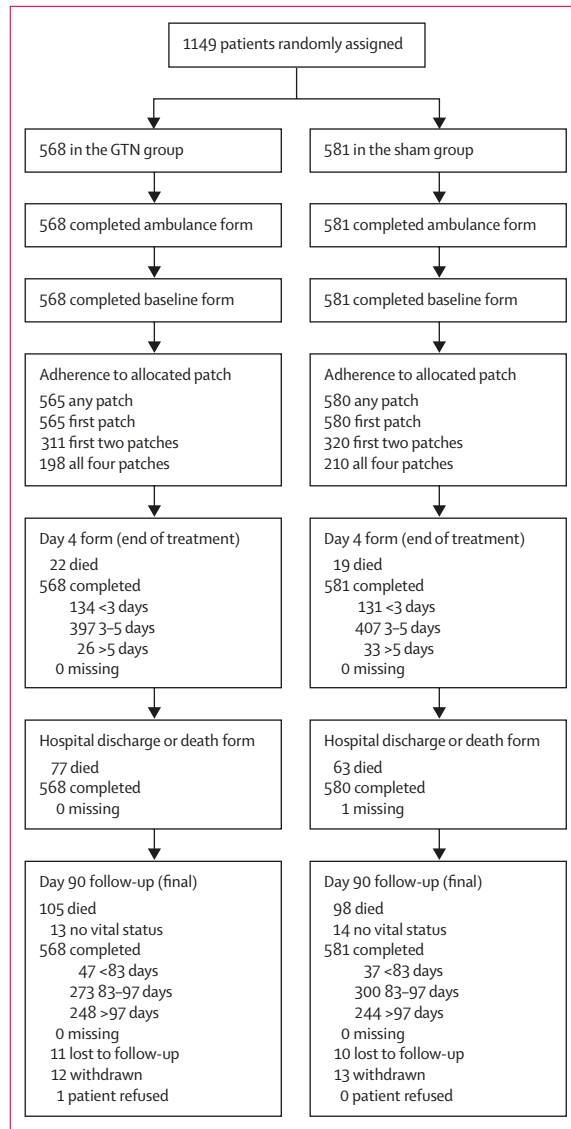 1149 patients randomly assigned
568 in the GTN group
581 in the sham group
568 completed ambulance form
581 completed ambulance form
568 completed baseline form
581 completed baseline form
Adherence to allocated patch
565 any patch
565 first patch
311 first two patches
198 all four patches
Adherence to allocated patch
580 any patch
580 first patch
320 first two patches
210 all four patches
Day 4 form (end of treatment)
22 died
568 completed
134 <3 days
397 3–5 days
26 >5 days
0 missing
Day 4 form (end of treatment)
19 died
581 completed
131 <3 days
407 3–5 days
33 >5 days
0 missing
Hospital discharge or death form
77 died
568 completed
0 missing
Hospital discharge or death form
63 died
580 completed
1 missing
Day 90 follow-up (final)
105 died
13 no vital status
568 completed
47 <83 days
273 83–97 days
248 >97 days
0 missing
11 lost to follow-up
12 withdrawn
1 patient refused
Day 90 follow-up (final)
98 died
14 no vital status
581 completed
37 <83 days
300 83–97 days
244 >97 days
0 missing
10 lost to follow-up
13 withdrawn
0 patient refused